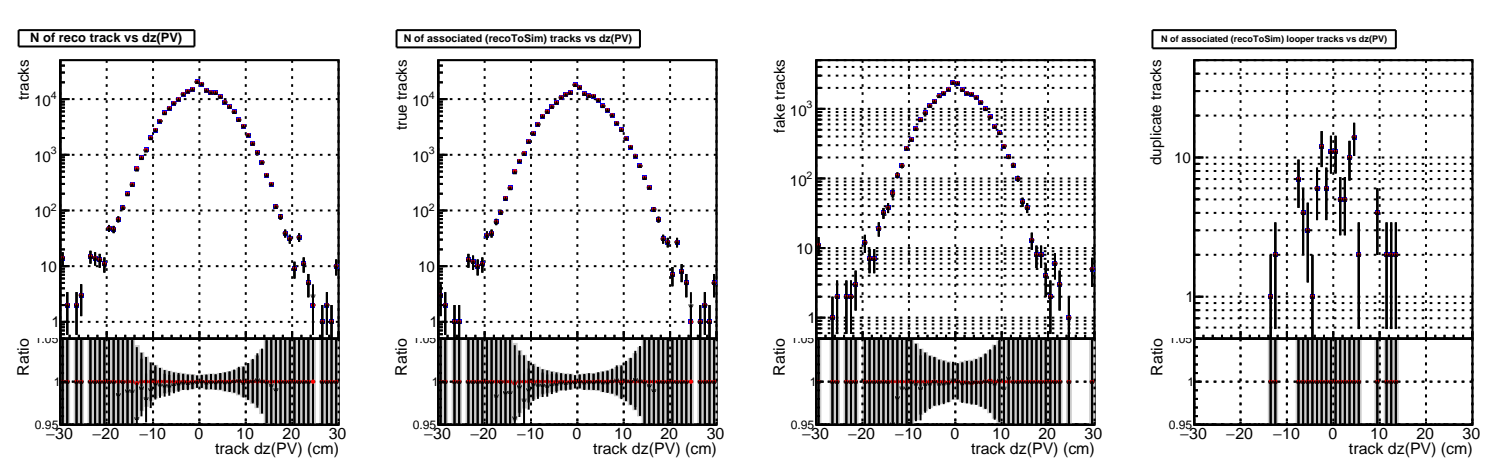 N of reco track vs dz(PV)
tracks
10⁴
10³
10²
10
1
Ratio
1.05
1
0.95
−30 −20 −10 0 10 20 30
track dz(PV) (cm)
N of associated (recoToSim) tracks vs dz(PV)
true tracks
10⁴
10³
10²
10
1
Ratio
1.05
1
0.95
−30 −20 −10 0 10 20 30
track dz(PV) (cm)
fake tracks
10³
10²
10
1
Ratio
1.05
1
0.95
−30 −20 −10 0 10 20 30
track dz(PV) (cm)
N of associated (recoToSim) looper tracks vs dz(PV)
duplicate tracks
10
1
Ratio
1.05
1
0.95
−30 −20 −10 0 10 20 30
track dz(PV) (cm)